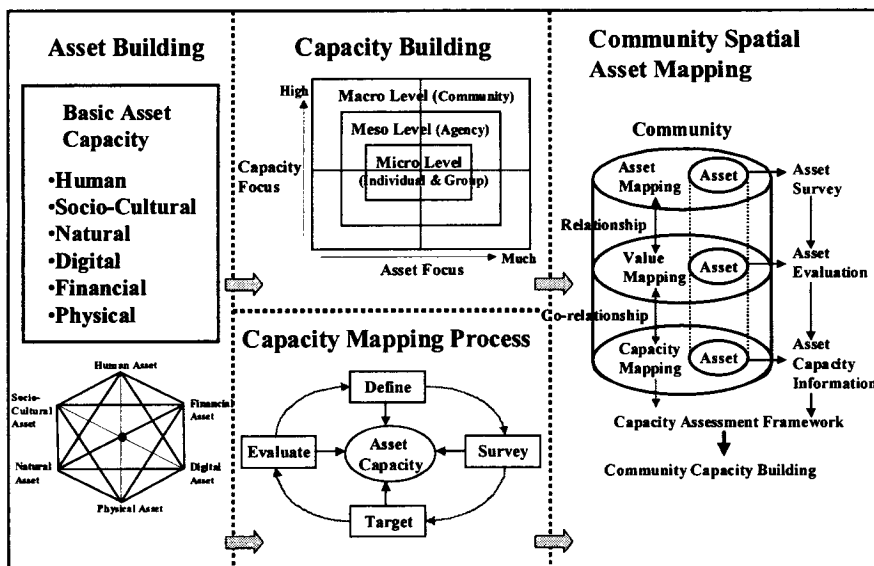 Asset Building
Basic Asset
Capacity
•Human
•Socio-Cultural
•Natural
•Digital
•Financial
•Physical
Human Asset
Socio-
Cultural Asset
Financial
Asset
Natural
Asset
Digital
Asset
Physical Asset
Capacity Building
High
Capacity
Focus
Macro Level (Community)
Meso Level (Agency)
Micro Level
(Individual & Group)
Much
Asset Focus
Capacity Mapping Process
Define
Evaluate
Asset
Capacity
Survey
Target
Community Spatial
Asset Mapping
Community
Asset
Mapping
Asset
Asset
Survey
Relationship
Value
Mapping
Asset
Asset
Evaluation
Co-relationship
Capacity
Mapping
Asset
Asset
Capacity
Information
Capacity Assessment Framework
Community Capacity Building